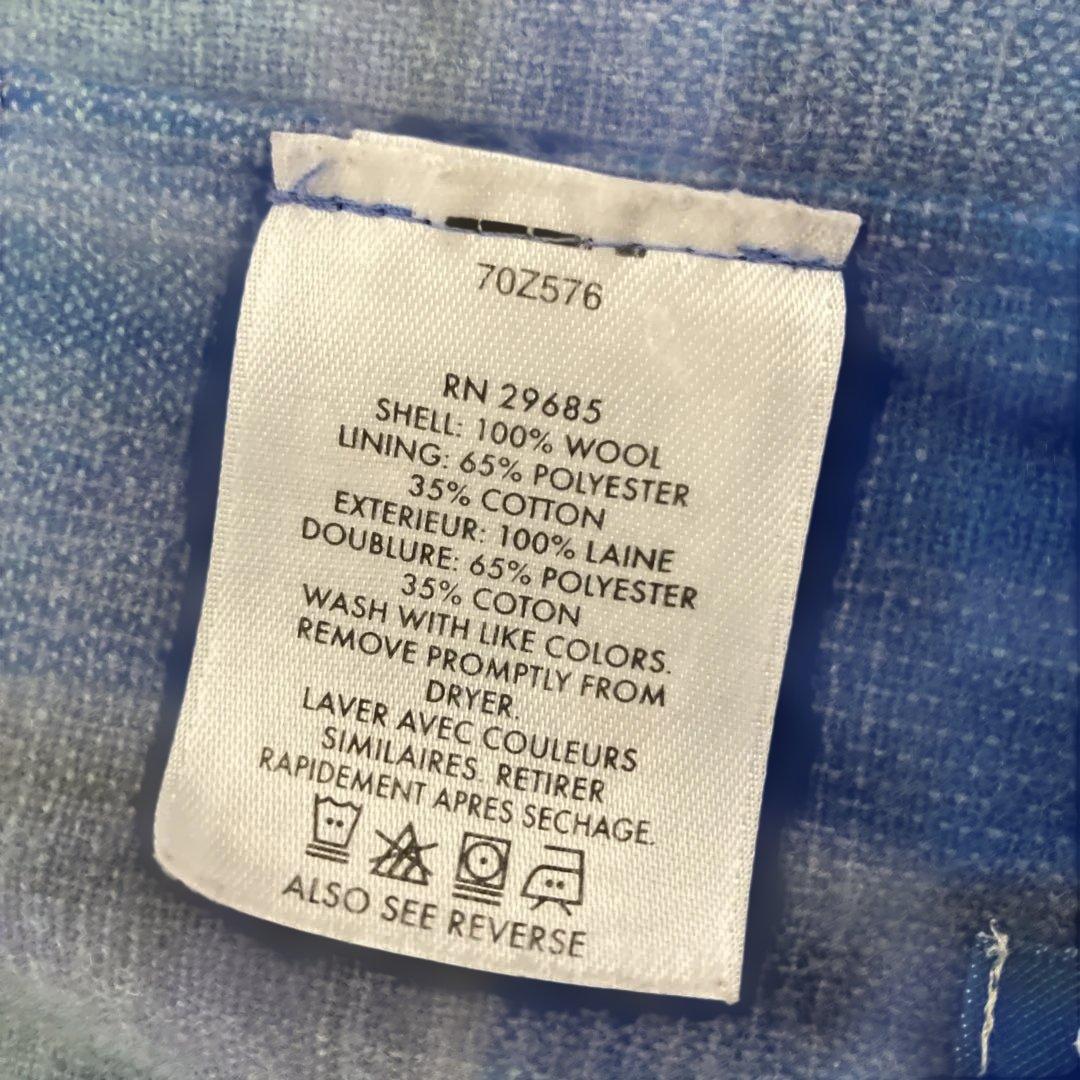 70Z576
RN 29685
SHELL: 100% WOOL
LINING: 65% POLYESTER
35% COTTON
EXTERIEUR: 100% LAINE
DOUBLURE: 65% POLYESTER
35% COTON
WASH WITH LIKE COLORS.
REMOVE PROMPTLY FROM
DRYER.
LAVER AVEC COULEURS
SIMILAIRES. RETIRER
RAPIDEMENT APRES SECHAGE.
ALSO SEE REVERSE